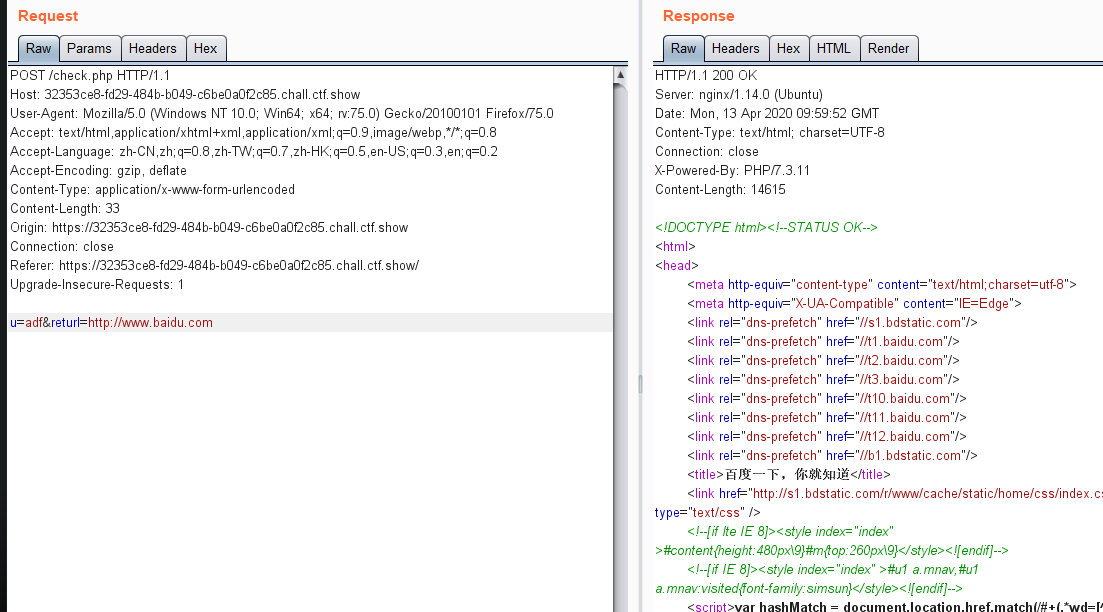 Request
Raw Params Headers Hex
POST /check.php HTTP/1.1
Host: 32353ce8-fd29-484b-b049-c6be0a0f2c85.chall.ctf.show
User-Agent: Mozilla/5.0 (Windows NT 10.0; Win64; x64; rv:75.0) Gecko/20100101 Firefox/75.0
Accept: text/html,application/xhtml+xml,application/xml;q=0.9,image/webp,*/*;q=0.8
Accept-Language: zh-CN,zh;q=0.8,zh-TW;q=0.7,zh-HK;q=0.5,en-US;q=0.3,en;q=0.2
Accept-Encoding: gzip, deflate
Content-Type: application/x-www-form-urlencoded
Content-Length: 33
Origin: https://32353ce8-fd29-484b-b049-c6be0a0f2c85.chall.ctf.show
Connection: close
Referer: https://32353ce8-fd29-484b-b049-c6be0a0f2c85.chall.ctf.show/
Upgrade-Insecure-Requests: 1
u=adf&returl=http://www.baidu.com
Response
Raw Headers Hex HTML Render
HTTP/1.1 200 OK
Server: nginx/1.14.0 (Ubuntu)
Date: Mon, 13 Apr 2020 09:59:52 GMT
Content-Type: text/html; charset=UTF-8
Connection: close
X-Powered-By: PHP/7.3.11
Content-Length: 14615
<!DOCTYPE html><!--STATUS OK-->
<html>
<head>
<meta http-equiv="content-type" content="text/html;charset=utf-8">
<meta http-equiv="X-UA-Compatible" content="IE=Edge">
<link rel="dns-prefetch" href="//s1.bdstatic.com"/>
<link rel="dns-prefetch" href="//t1.baidu.com"/>
<link rel="dns-prefetch" href="//t2.baidu.com"/>
<link rel="dns-prefetch" href="//t3.baidu.com"/>
<link rel="dns-prefetch" href="//t10.baidu.com"/>
<link rel="dns-prefetch" href="//t11.baidu.com"/>
<link rel="dns-prefetch" href="//t12.baidu.com"/>
<link rel="dns-prefetch" href="//b1.bdstatic.com"/>
<title>百度一下，你就知道</title>
<link href="http://s1.bdstatic.com/r/www/cache/static/home/css/index.cs
type="text/css" />
<!--[if lte IE 8]><style index="index"
>#content{height:480px\9}#m{top:260px\9}</style><![endif]-->
<!--[if IE 8]><style index="index" >#u1 a.mnav,#u1
a.mnav:visited{font-family:simsun}</style><![endif]-->
<script>var hashMatch = document.location.href.match(/#+(.*wd=[^